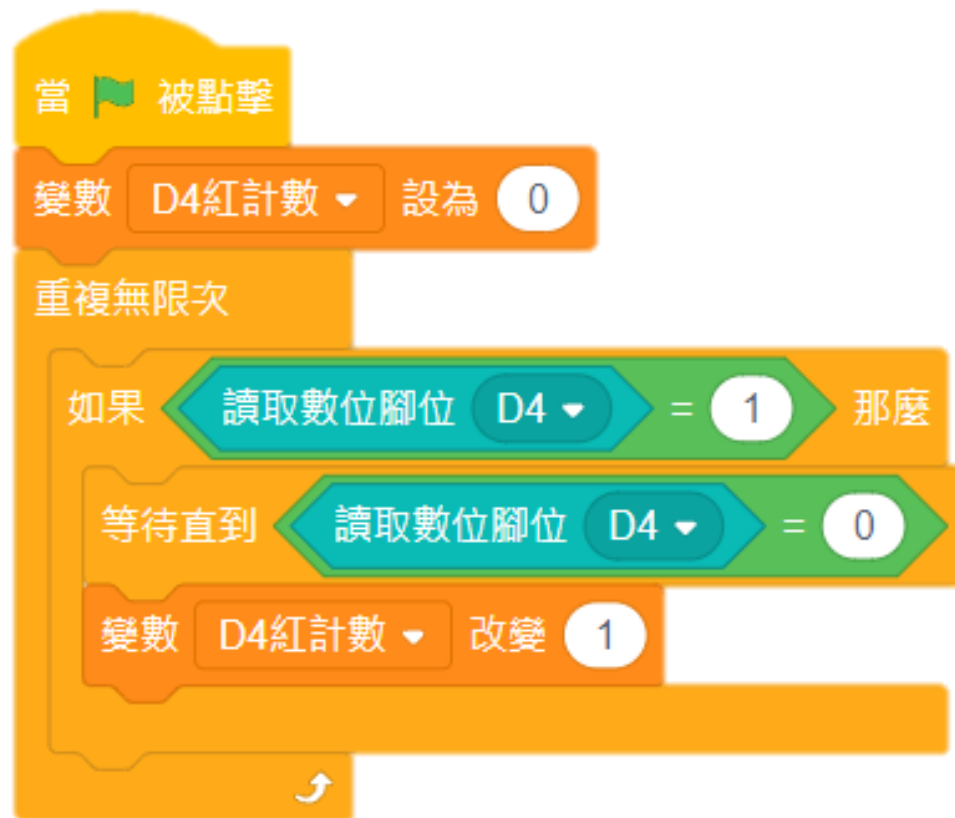 當 被點擊
變數 D4紅計數 設為 0
重複無限次
如果 讀取數位腳位 D4 = 1 那麼
等待直到 讀取數位腳位 D4 = 0
變數 D4紅計數 改變 1